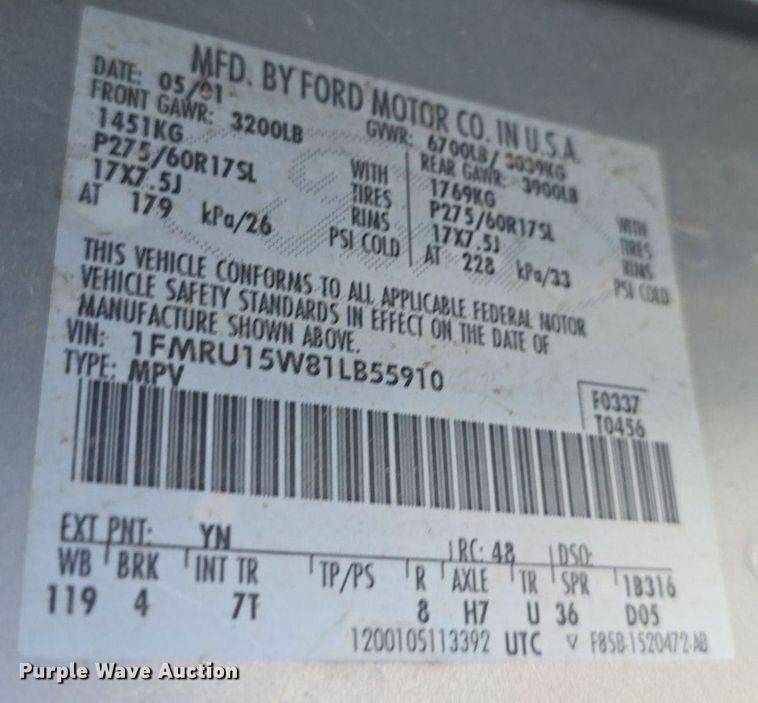 MFD. BY FORD MOTOR CO. IN U.S.A.
DATE: 05/01 GVWR: 6700LB/ 3039KG
FRONT GAWR: 3200LB REAR GAWR: 3900LB
1451KG WITH 1769KG WITH
P275/60R17SL TIRES P275/60R17SL TIRES
17X7.5J RIMS 17X7.5J RIMS
AT 179 kPa/26 PSI COLD AT 228 kPa/33 PSI COLD
THIS VEHICLE CONFORMS TO ALL APPLICABLE FEDERAL MOTOR
VEHICLE SAFETY STANDARDS IN EFFECT ON THE DATE OF
MANUFACTURE SHOWN ABOVE.
VIN: 1FMRU15W81LB55910
TYPE: MPV
F0337
T0456
EXT PNT: YN RC: 48 DSO:
WB BRK INT TR TP/PS R AXLE TR SPR 1B316
119 4 7T 8 H7 U 36 D05
1200105113392 UTC ▽ F85B-1520472-AB
Purple Wave Auction